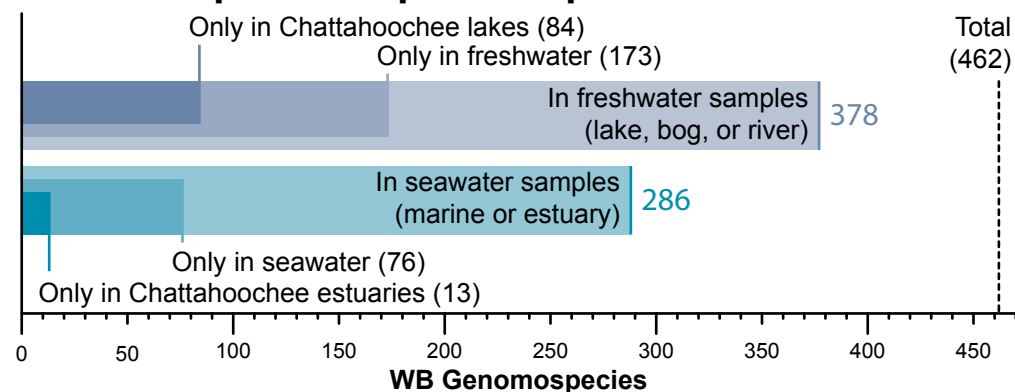 Only in Chattahoochee lakes (84)
Total
(462)
Only in freshwater (173)
In freshwater samples
(lake, bog, or river)
378
In seawater samples
(marine or estuary)
286
Only in seawater (76)
Only in Chattahoochee estuaries (13)
0 50 100 150 200 250 300 350 400 450
WB Genomospecies